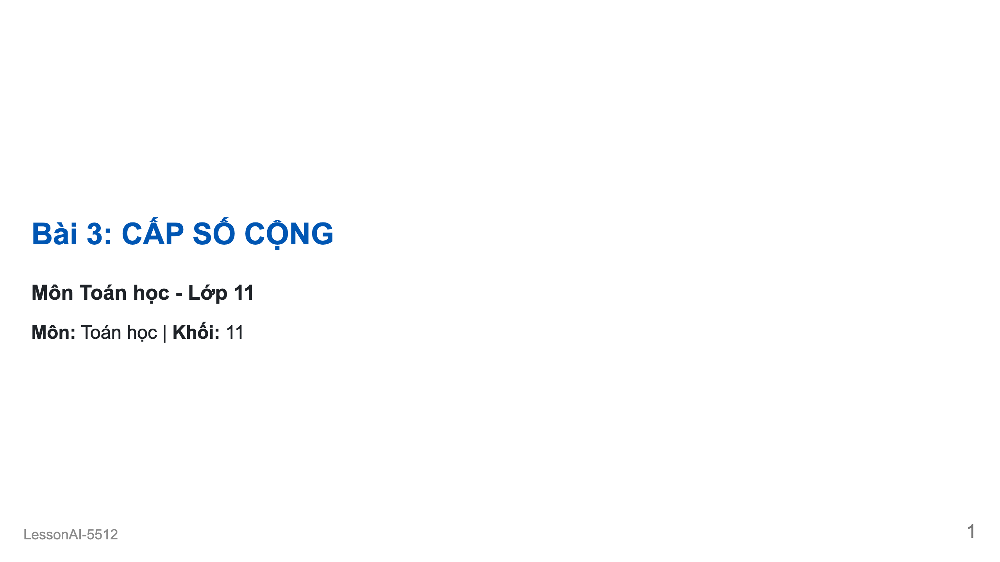 Bài 3: CẤP SỐ CỘNG
Môn Toán học - Lớp 11
Môn: Toán học | Khối: 11
LessonAI-5512
1